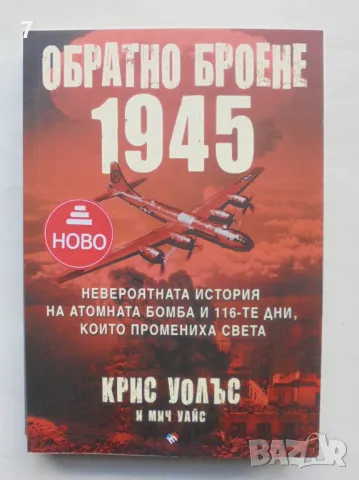 ОБРАТНО БРОЕНЕ
1945
НОВО
НЕВЕРОЯТНАТА ИСТОРИЯ
НА АТОМНАТА БОМБА И 116-ТЕ ДНИ,
КОИТО ПРОМЕНИХА СВЕТА
КРИС УОЛЪС
И МИЧ УАЙС
bazar